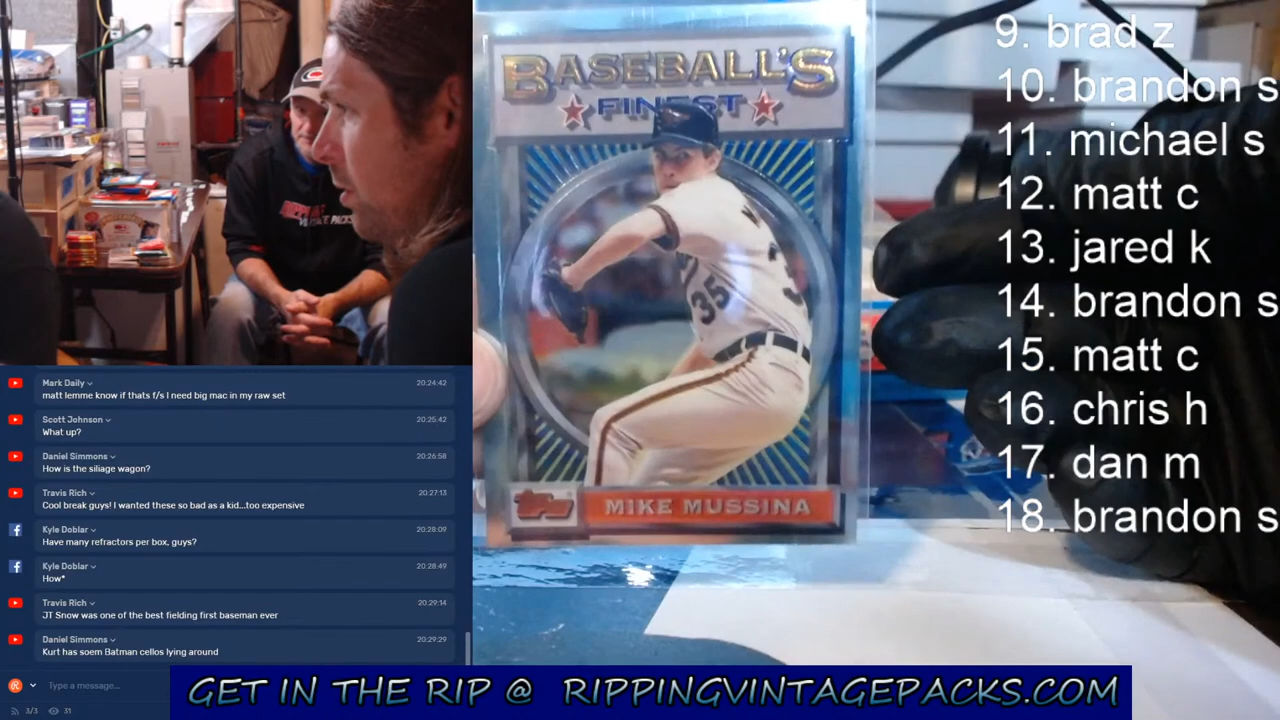 BASEBALL'S
FINEST
35
Topps
MIKE MUSSINA
9. brad z
10. brandon s
11. michael s
12. matt c
13. jared k
14. brandon s
15. matt c
16. chris h
17. dan m
18. brandon s
Mark Daily 20:24:42
matt lemme know if thats f/s I need big mac in my raw set
Scott Johnson 20:25:42
What up?
Daniel Simmons 20:26:58
How is the siliage wagon?
Travis Rich 20:27:13
Cool break guys! I wanted these so bad as a kid...too expensive
Kyle Doblar 20:28:09
Have many refractors per box, guys?
Kyle Doblar 20:28:49
How*
Travis Rich 20:29:14
JT Snow was one of the best fielding first baseman ever
Daniel Simmons 20:29:29
Kurt has soem Batman cellos lying around
Type a message...
3/3 31
GET IN THE RIP @ RIPPINGVINTAGEPACKS.COM